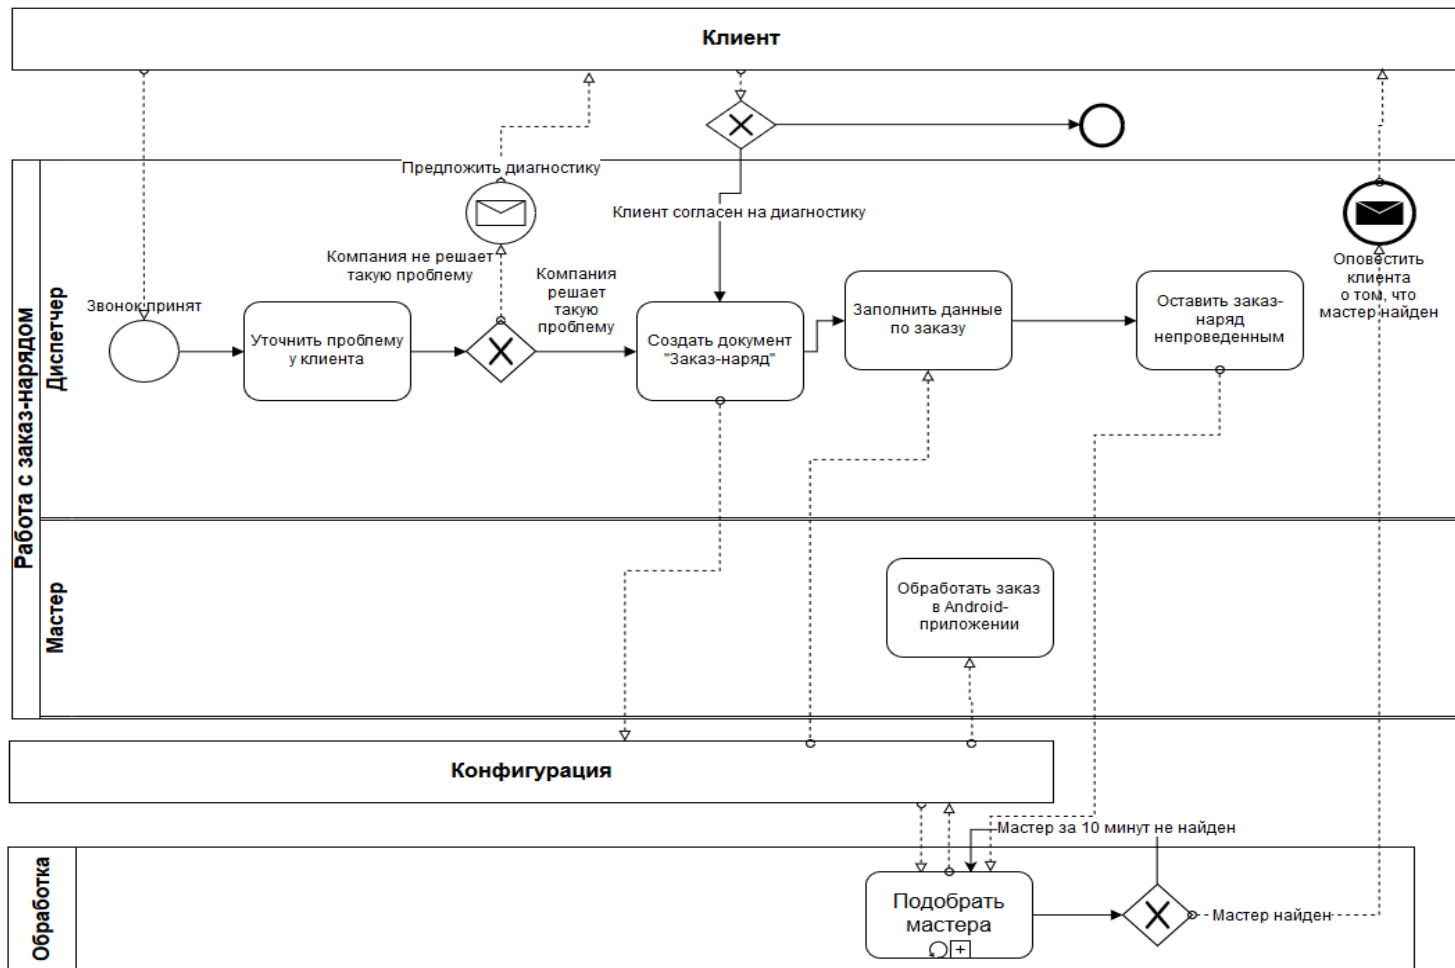 Клиент
Предложить диагностику
Клиент согласен на диагностику
Компания не решает
такую проблему
Компания
решает
такую
проблему
Звонок принят
Уточнить проблему
у клиента
Создать документ
"Заказ-наряд"
Заполнить данные
по заказу
Оставить заказ-
наряд
непроведенным
Оповестить
клиента
о том, что
мастер найден
Работа с заказ-нарядом
Диспетчер
Мастер
Обработать заказ
в Android-
приложении
Конфигурация
Мастер за 10 минут не найден
Обработка
Подобрать
мастера
Мастер найден